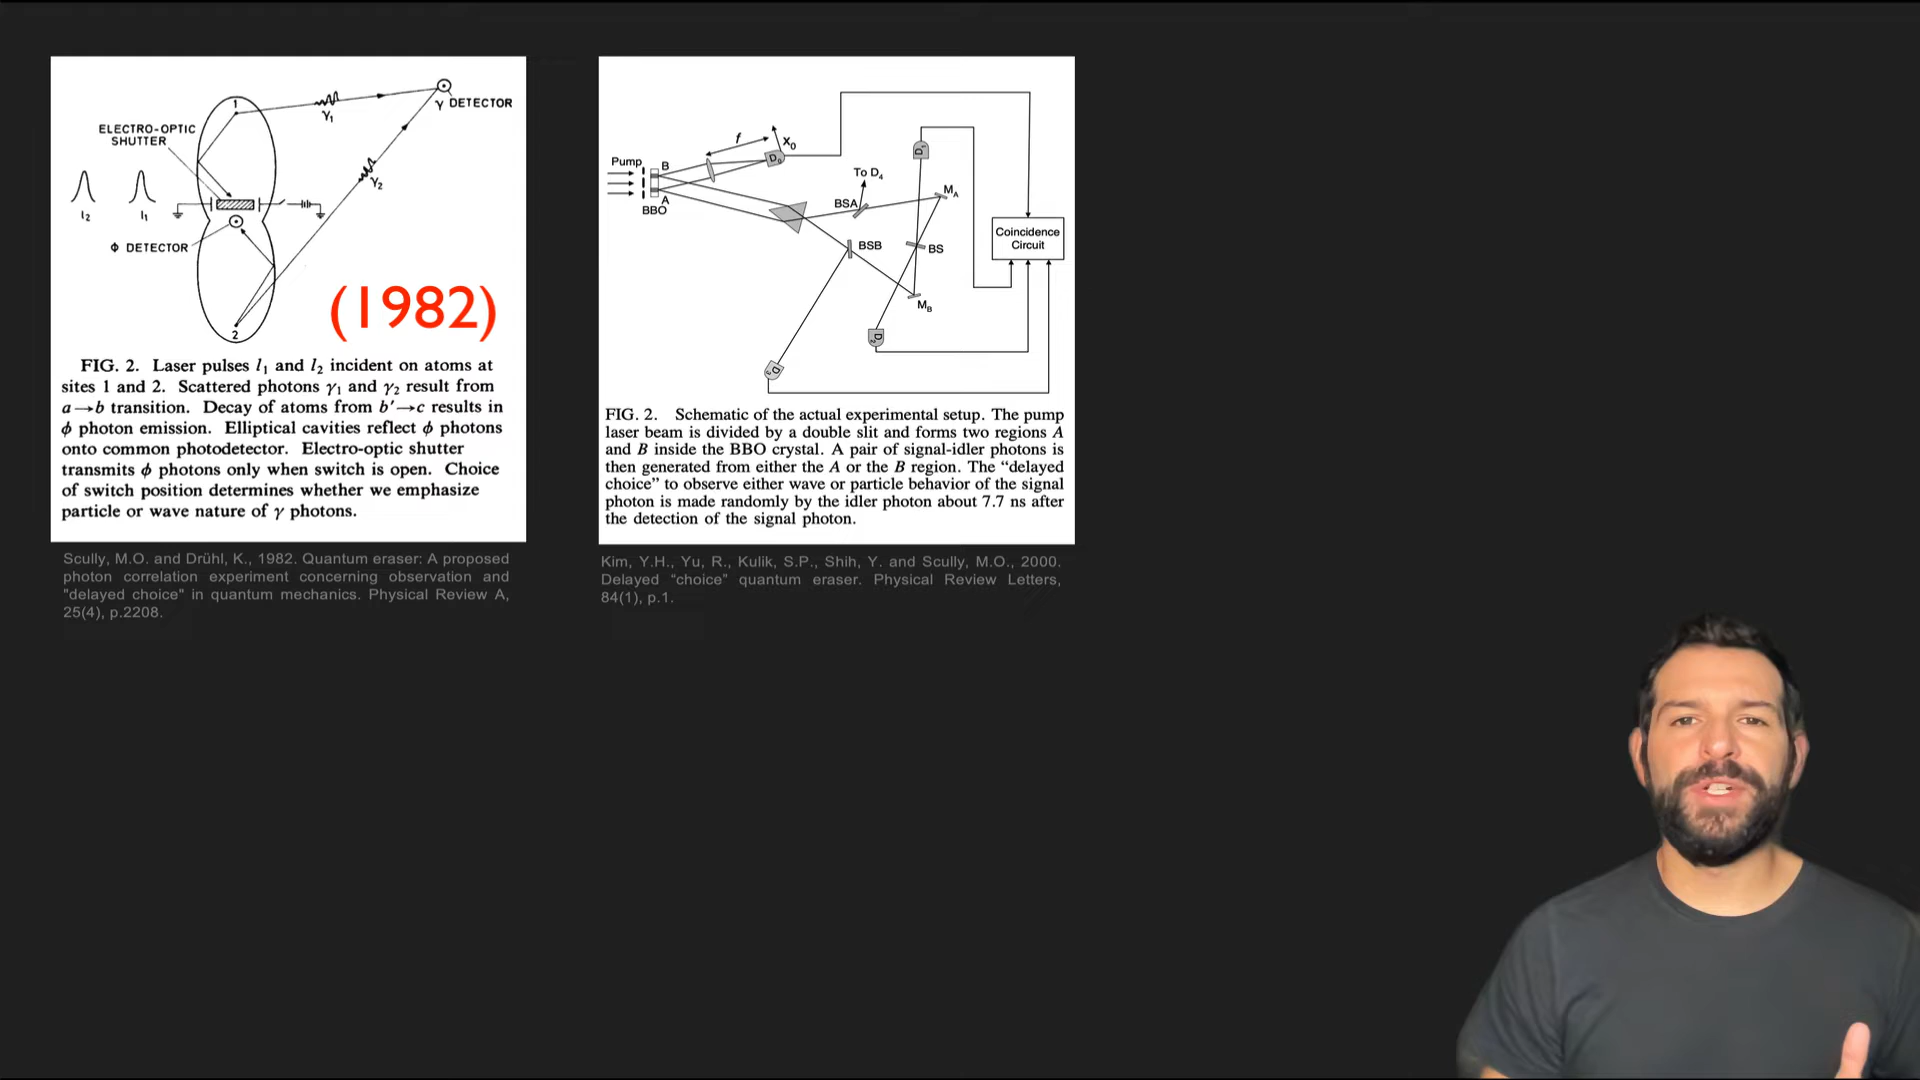 1
γ DETECTOR
γ₁
ELECTRO-OPTIC
SHUTTER
γ₂
l₂
l₁
ϕ DETECTOR
2
(1982)
FIG. 2. Laser pulses l₁ and l₂ incident on atoms at
sites 1 and 2. Scattered photons γ₁ and γ₂ result from
a→b transition. Decay of atoms from b′→c results in
ϕ photon emission. Elliptical cavities reflect ϕ photons
onto common photodetector. Electro-optic shutter
transmits ϕ photons only when switch is open. Choice
of switch position determines whether we emphasize
particle or wave nature of γ photons.
Scully, M.O. and Drühl, K., 1982. Quantum eraser: A proposed
photon correlation experiment concerning observation and
"delayed choice" in quantum mechanics. Physical Review A,
25(4), p.2208.
f
X₀
D₀
D₁
Pump
B
A
BBO
To D₄
BSA
M_A
BSB
BS
Coincidence
Circuit
M_B
D₂
D₃
FIG. 2. Schematic of the actual experimental setup. The pump
laser beam is divided by a double slit and forms two regions A
and B inside the BBO crystal. A pair of signal-idler photons is
then generated from either the A or the B region. The “delayed
choice” to observe either wave or particle behavior of the signal
photon is made randomly by the idler photon about 7.7 ns after
the detection of the signal photon.
Kim, Y.H., Yu, R., Kulik, S.P., Shih, Y. and Scully, M.O., 2000.
Delayed “choice” quantum eraser. Physical Review Letters,
84(1), p.1.